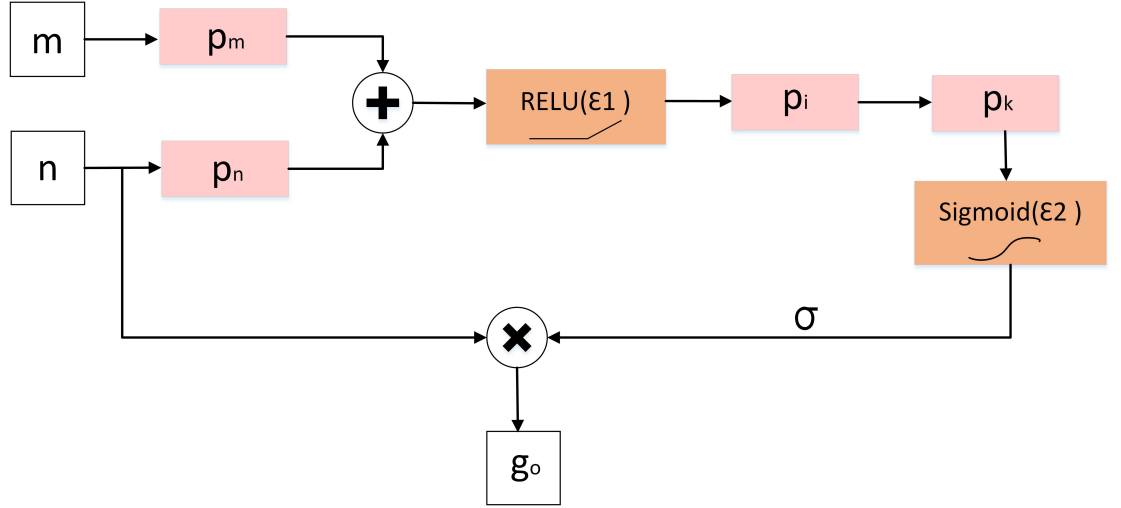 m
pm
RELU(Ɛ1 )
pi
pk
n
pn
Sigmoid(Ɛ2 )
σ
go